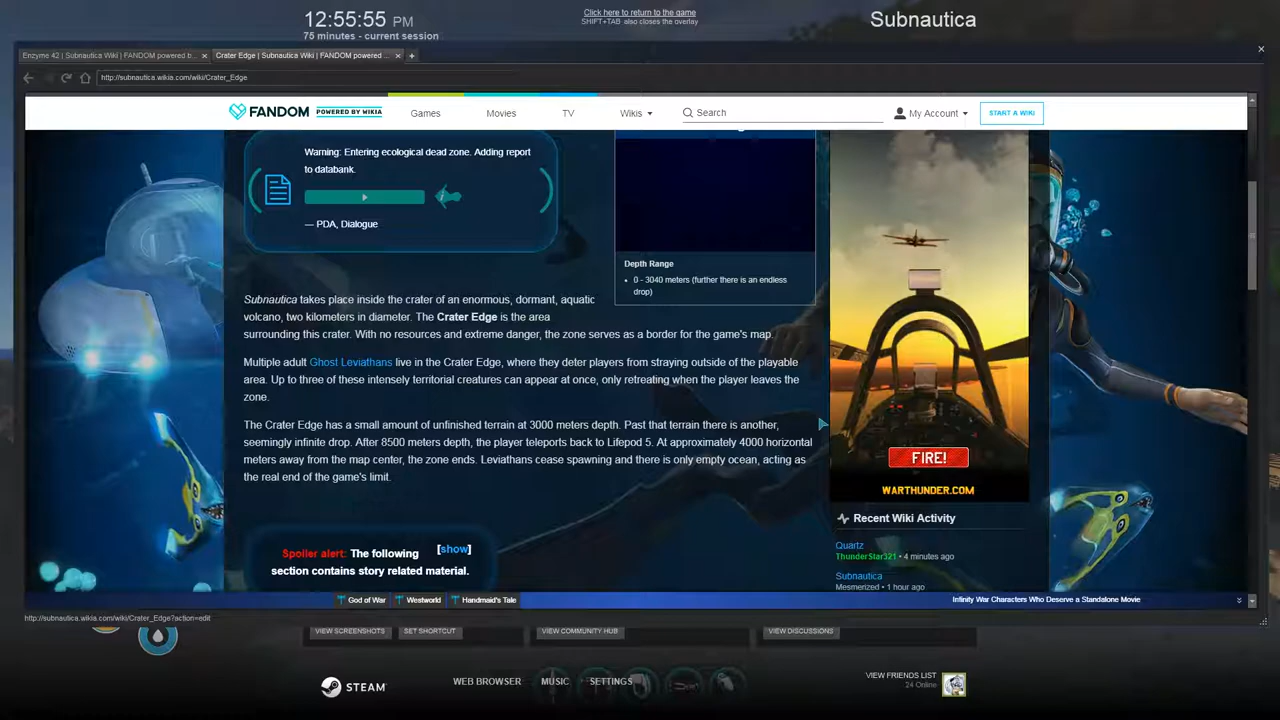 12:55:55 PM
75 minutes - current session
Click here to return to the game
SHIFT+TAB also closes the overlay
Subnautica
Enzyme 42 | Subnautica Wiki | FANDOM powered b...
Crater Edge | Subnautica Wiki | FANDOM powered ...
http://subnautica.wikia.com/wiki/Crater_Edge
FANDOM POWERED BY WIKIA
Games Movies TV Wikis Search My Account START A WIKI
Warning: Entering ecological dead zone. Adding report
to databank.
— PDA, Dialogue
Depth Range
0 - 3040 meters (further there is an endless
drop)
Subnautica takes place inside the crater of an enormous, dormant, aquatic
volcano, two kilometers in diameter. The Crater Edge is the area
surrounding this crater. With no resources and extreme danger, the zone serves as a border for the game's map.
Multiple adult Ghost Leviathans live in the Crater Edge, where they deter players from straying outside of the playable
area. Up to three of these intensely territorial creatures can appear at once, only retreating when the player leaves the
zone.
The Crater Edge has a small amount of unfinished terrain at 3000 meters depth. Past that terrain there is another,
seemingly infinite drop. After 8500 meters depth, the player teleports back to Lifepod 5. At approximately 4000 horizontal
meters away from the map center, the zone ends. Leviathans cease spawning and there is only empty ocean, acting as
the real end of the game's limit.
Spoiler alert: The following [show]
section contains story related material.
FIRE!
WARTHUNDER.COM
Recent Wiki Activity
Quartz
ThunderStar321 • 4 minutes ago
Subnautica
Mesmerized • 1 hour ago
God of War Westworld Handmaid's Tale
Infinity War Characters Who Deserve a Standalone Movie
http://subnautica.wikia.com/wiki/Crater_Edge?action=edit
VIEW SCREENSHOTS SET SHORTCUT VIEW COMMUNITY HUB VIEW DISCUSSIONS
STEAM
WEB BROWSER MUSIC SETTINGS
VIEW FRIENDS LIST
24 Online